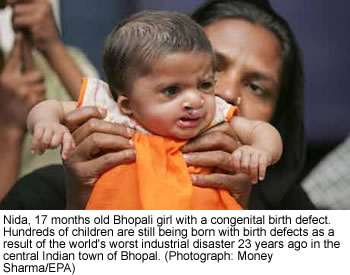 Nida, 17 months old Bhopali girl with a congenital birth defect.
Hundreds of children are still being born with birth defects as a
result of the world's worst industrial disaster 23 years ago in the
central Indian town of Bhopal. (Photograph: Money
Sharma/EPA)